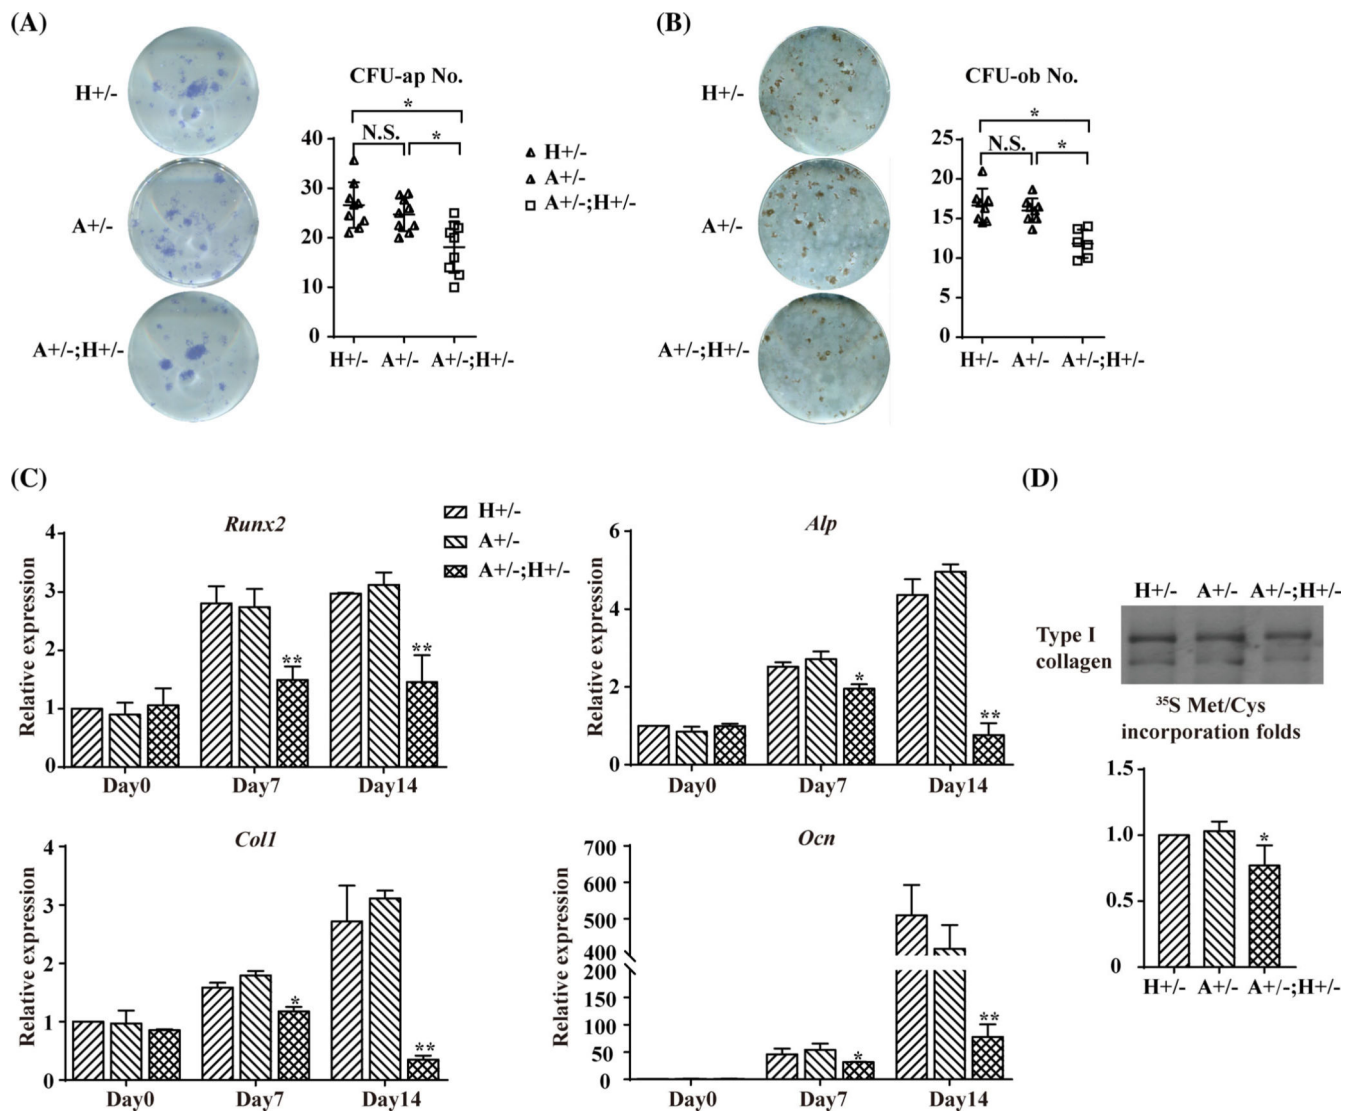 (A)
H+/-
A+/-
A+/-;H+/-
CFU-ap No.
*
N.S.
*
40
30
20
10
0
H+/- A+/- A+/-;H+/-
H+/-
A+/-
A+/-;H+/-
(B)
H+/-
A+/-
A+/-;H+/-
CFU-ob No.
*
N.S.
*
25
20
15
10
5
0
H+/- A+/- A+/-;H+/-
(C)
Runx2
Relative expression
4
3
2
1
0
**
**
Day0 Day7 Day14
H+/-
A+/-
A+/-;H+/-
Alp
Relative expression
6
4
2
0
*
**
Day0 Day7 Day14
Col1
Relative expression
4
3
2
1
0
*
**
Day0 Day7 Day14
Ocn
Relative expression
700
600
500
400
200
150
100
50
0
*
**
Day0 Day7 Day14
(D)
H+/- A+/- A+/-;H+/-
Type I
collagen
³⁵S Met/Cys
incorporation folds
1.5
1.0
0.5
0
*
H+/- A+/- A+/-;H+/-